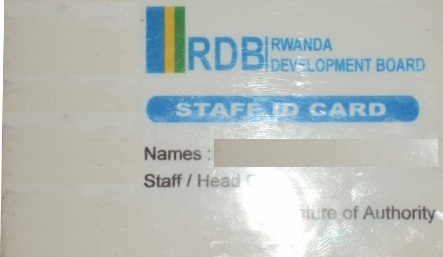 RDB RWANDA
DEVELOPMENT BOARD
STAFF ID CARD
Names :
Staff / Head
of Authority